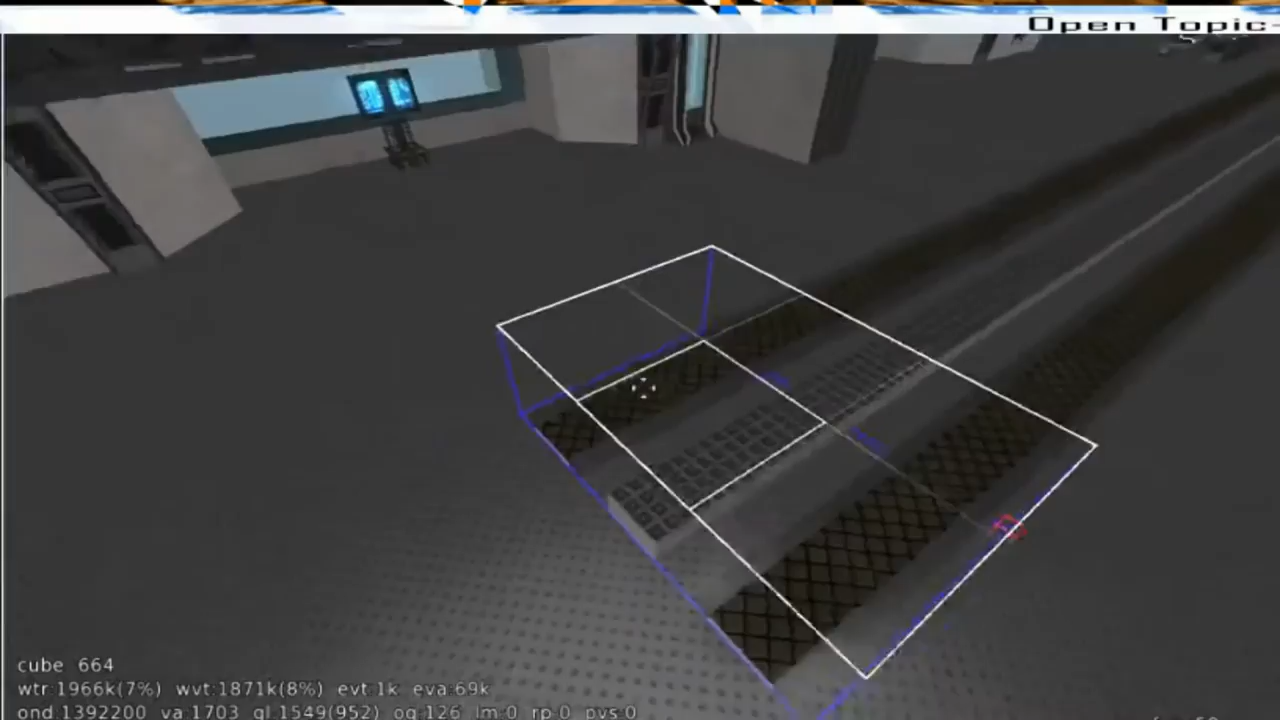 Open Topic-
cube 664
wtr:1966k(7%) wvt:1871k(8%) evt:1k eva:69k
ond:1392200 va:1703 gl:1549(952) oq:126 lm:0 rp:0 pvs:0